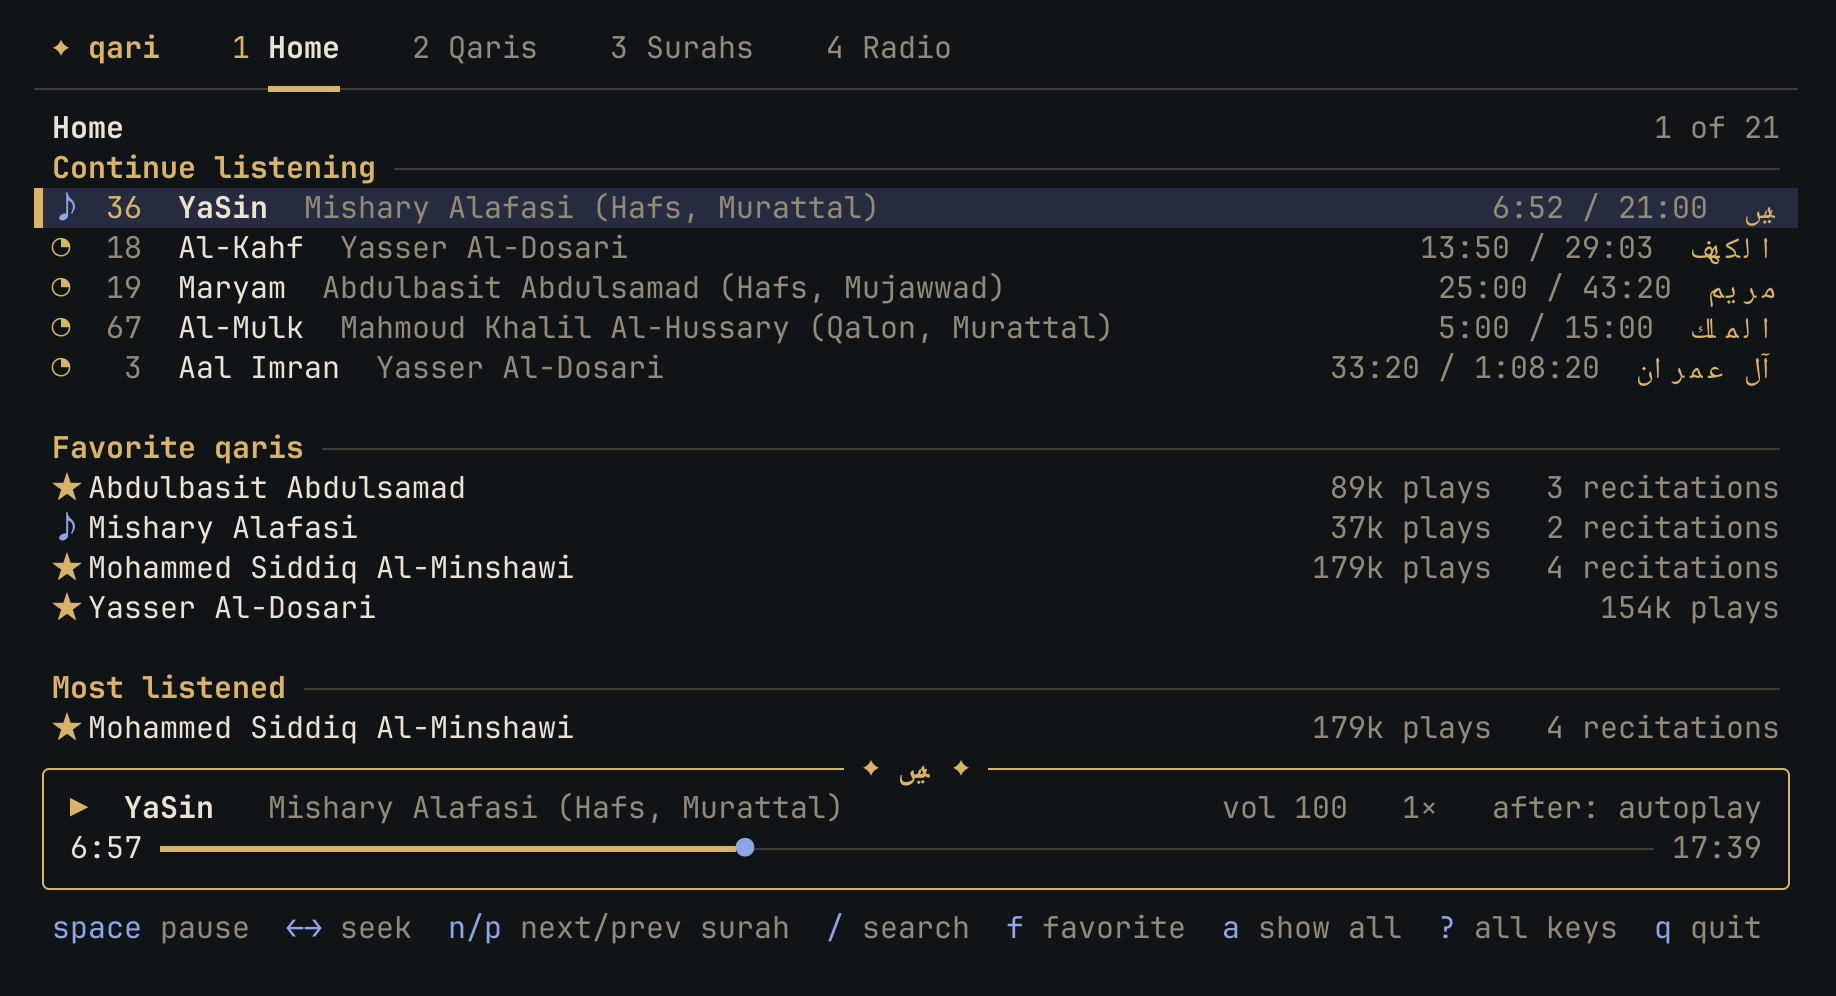 ✦ qari 1 Home 2 Qaris 3 Surahs 4 Radio
Home 1 of 21
Continue listening
♪ 36 YaSin Mishary Alafasi (Hafs, Murattal) 6:52 / 21:00 يس
◔ 18 Al-Kahf Yasser Al-Dosari 13:50 / 29:03 الكهف
◔ 19 Maryam Abdulbasit Abdulsamad (Hafs, Mujawwad) 25:00 / 43:20 مريم
◔ 67 Al-Mulk Mahmoud Khalil Al-Hussary (Qalon, Murattal) 5:00 / 15:00 الملك
◔ 3 Aal Imran Yasser Al-Dosari 33:20 / 1:08:20 آل عمران
Favorite qaris
★ Abdulbasit Abdulsamad 89k plays 3 recitations
♪ Mishary Alafasi 37k plays 2 recitations
★ Mohammed Siddiq Al-Minshawi 179k plays 4 recitations
★ Yasser Al-Dosari 154k plays
Most listened
★ Mohammed Siddiq Al-Minshawi 179k plays 4 recitations
✦ يس ✦
▶ YaSin Mishary Alafasi (Hafs, Murattal) vol 100 1× after: autoplay
6:57 17:39
space pause ←→ seek n/p next/prev surah / search f favorite a show all ? all keys q quit